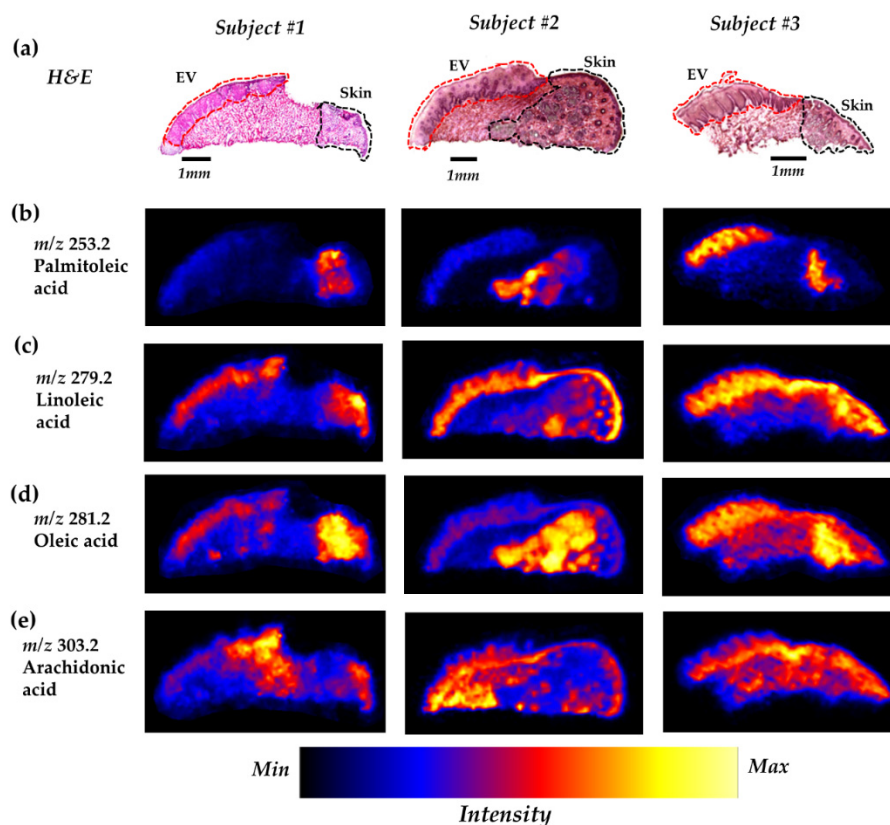 Subject #1
Subject #2
Subject #3
(a)
H&E
EV
Skin
1mm
EV
Skin
1mm
EV
Skin
1mm
(b)
m/z 253.2
Palmitoleic
acid
(c)
m/z 279.2
Linoleic
acid
(d)
m/z 281.2
Oleic acid
(e)
m/z 303.2
Arachidonic
acid
Min
Max
Intensity